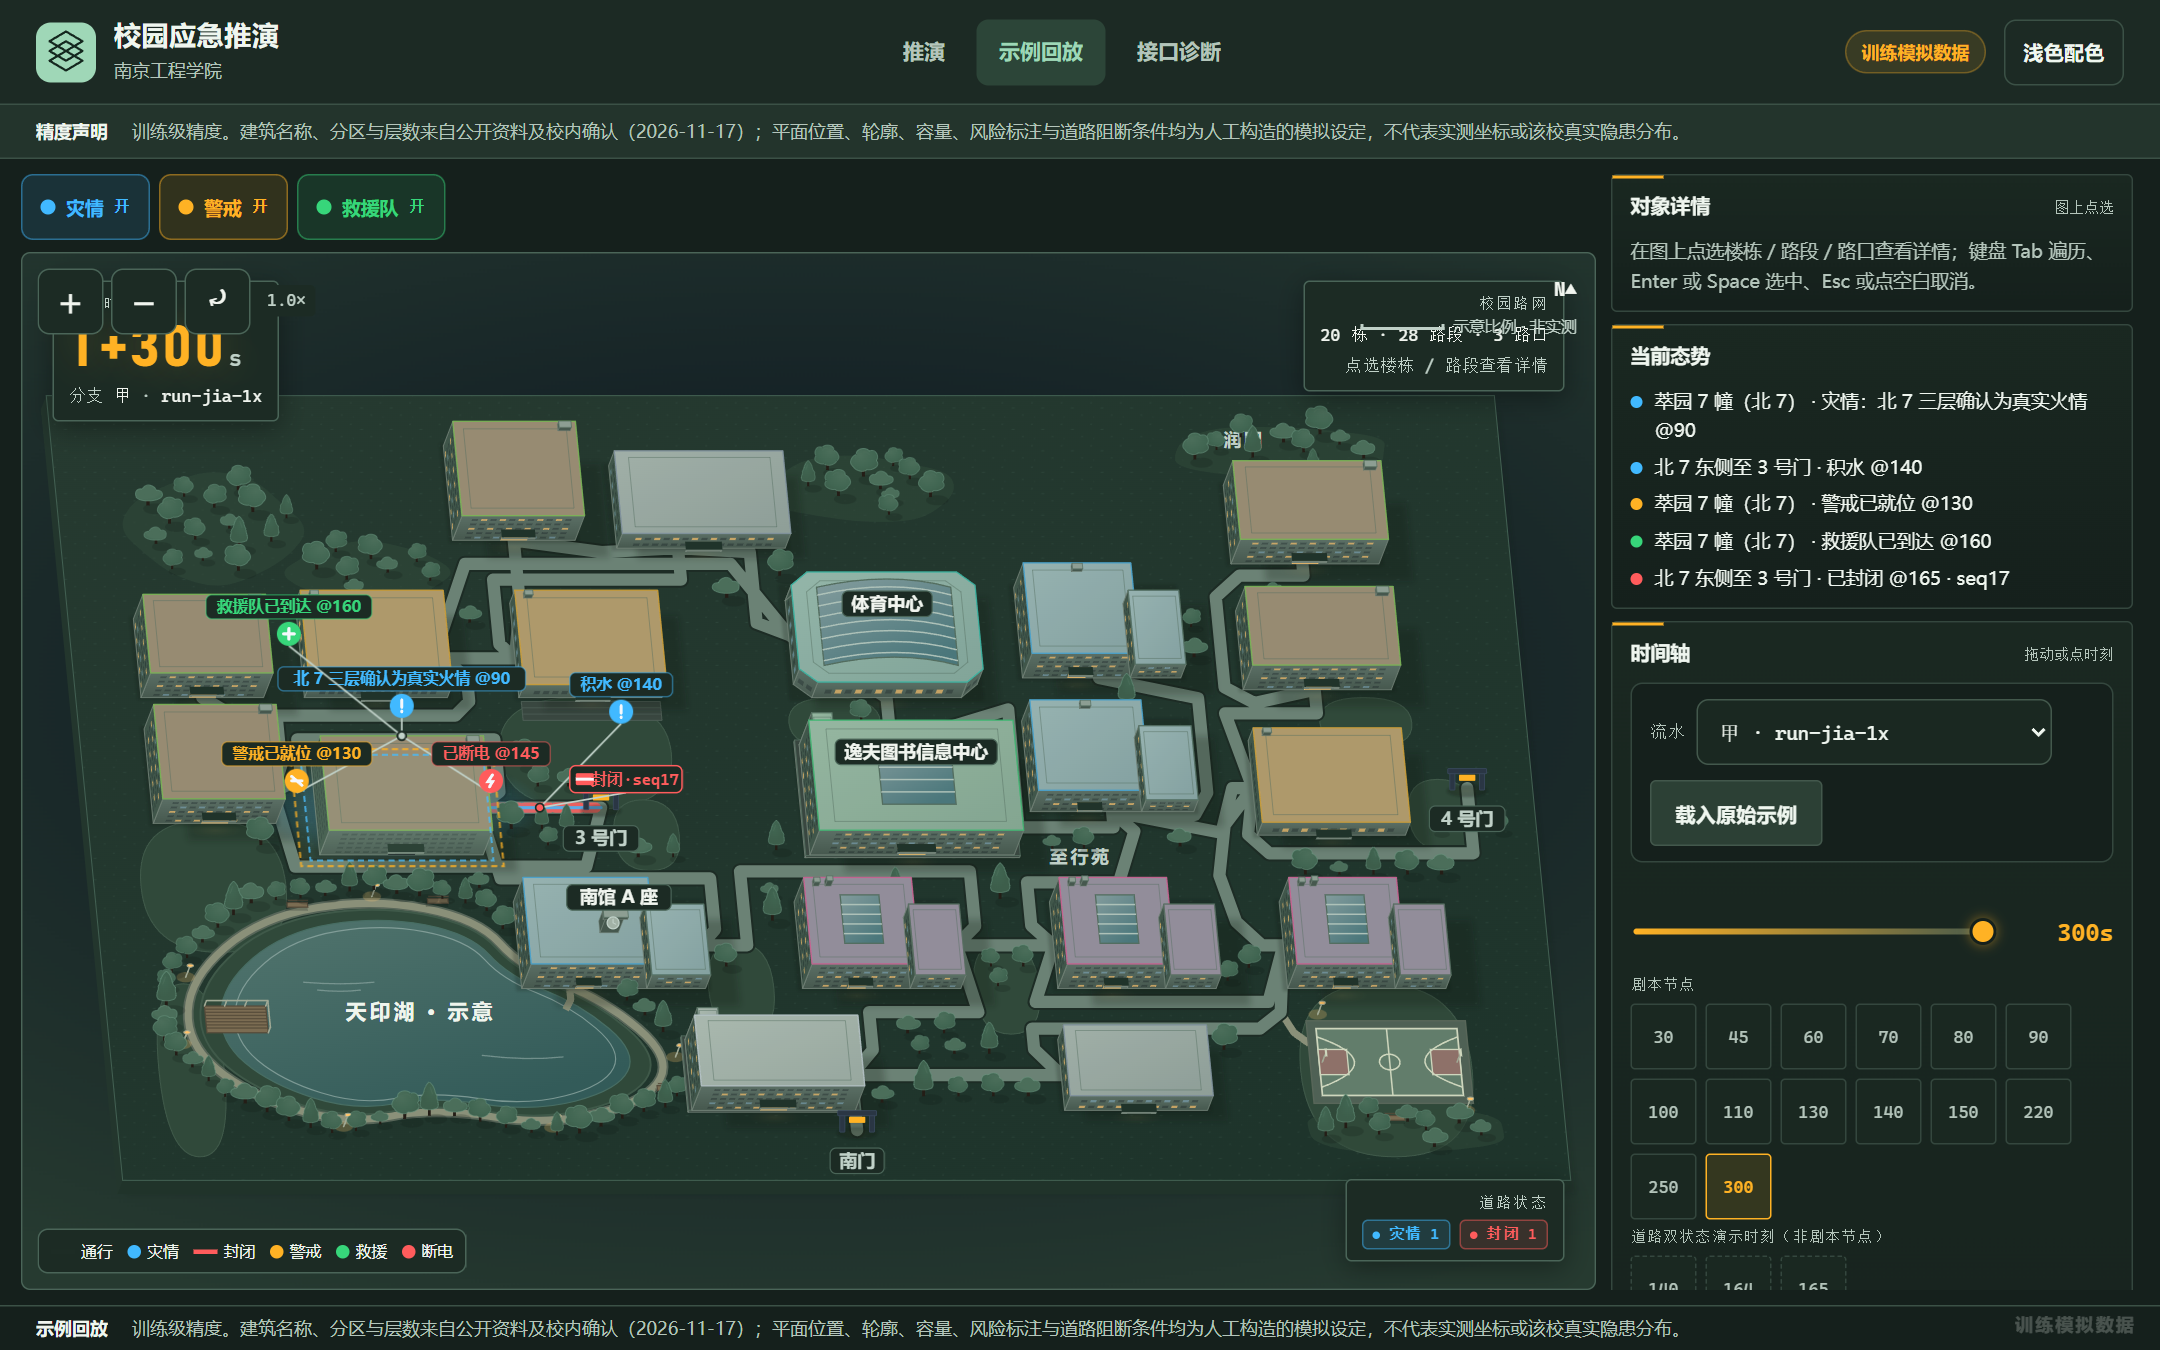 校园应急推演
南京工程学院
推演
示例回放
接口诊断
训练模拟数据
浅色配色
精度声明 训练级精度。建筑名称、分区与层数来自公开资料及校内确认（2026-11-17）；平面位置、轮廓、容量、风险标注与道路阻断条件均为人工构造的模拟设定，不代表实测坐标或该校真实隐患分布。
灾情 开
警戒 开
救援队 开
+
−
1.0×
T+300s
分支 甲 · run-jia-1x
校园路网
N▲
示意比例 · 非实测
20 栋 · 28 路段 · 3 路口
点选楼栋 / 路段查看详情
润
体育中心
救援队已到达 @160
北 7 三层确认为真实火情 @90
积水 @140
警戒已就位 @130
已断电 @145
封闭·seq17
逸夫图书信息中心
3 号门
4 号门
至行苑
南馆 A 座
天印湖 · 示意
南门
道路状态
灾情 1
封闭 1
通行 灾情 封闭 警戒 救援 断电
对象详情
图上点选
在图上点选楼栋 / 路段 / 路口查看详情；键盘 Tab 遍历、
Enter 或 Space 选中、Esc 或点空白取消。
当前态势
萃园 7 幢（北 7） · 灾情：北 7 三层确认为真实火情
@90
北 7 东侧至 3 号门 · 积水 @140
萃园 7 幢（北 7） · 警戒已就位 @130
萃园 7 幢（北 7） · 救援队已到达 @160
北 7 东侧至 3 号门 · 已封闭 @165 · seq17
时间轴
拖动或点时刻
流水
甲 · run-jia-1x
载入原始示例
300s
剧本节点
30 45 60 70 80 90
100 110 130 140 150 220
250 300
道路双状态演示时刻（非剧本节点）
140 164 165
示例回放 训练级精度。建筑名称、分区与层数来自公开资料及校内确认（2026-11-17）；平面位置、轮廓、容量、风险标注与道路阻断条件均为人工构造的模拟设定，不代表实测坐标或该校真实隐患分布。
训练模拟数据